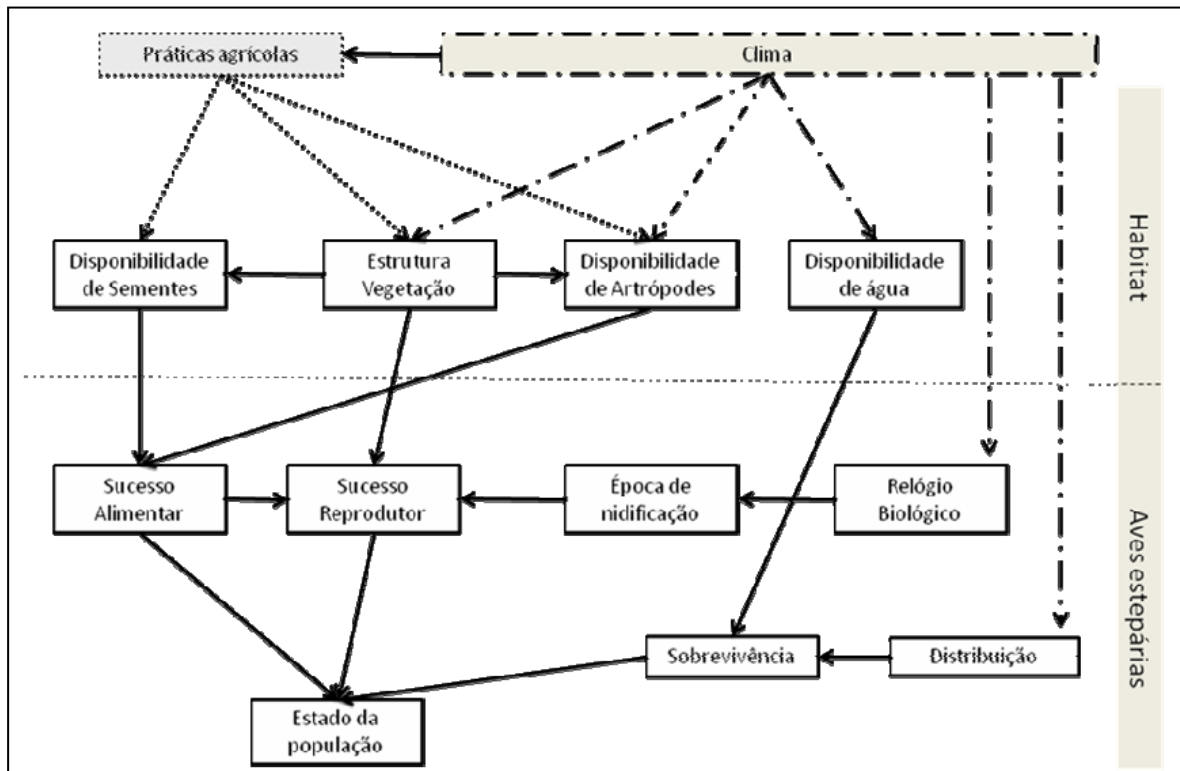 Práticas agrícolas
Clima
Habitat
Disponibilidade
de Sementes
Estrutura
Vegetação
Disponibilidade
de Artrópodes
Disponibilidade
de água
Aves estepárias
Sucesso
Alimentar
Sucesso
Reprodutor
Época de
nidificação
Relógio
Biológico
Sobrevivência
Distribuição
Estado da
população